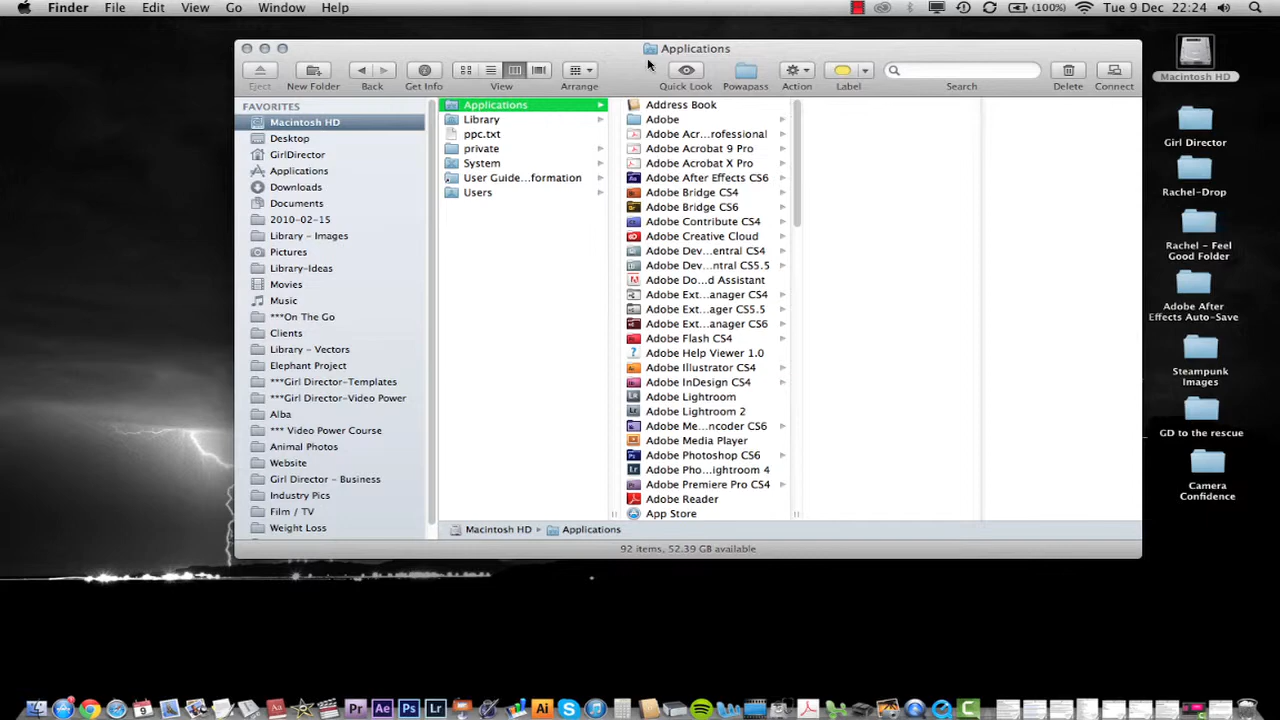 Finder File Edit View Go Window Help (100%) Tue 9 Dec 22:24
Applications
Eject New Folder Back Get Info View Arrange Quick Look Powapass Action Label Search Delete Connect
FAVORITES
Macintosh HD
Desktop
GirlDirector
Applications
Downloads
Documents
2010-02-15
Library - Images
Pictures
Library-Ideas
Movies
Music
***On The Go
Clients
Library - Vectors
Elephant Project
***Girl Director-Templates
***Girl Director-Video Power
Alba
*** Video Power Course
Animal Photos
Website
Girl Director - Business
Industry Pics
Film / TV
Weight Loss
Applications
Library
ppc.txt
private
System
User Guide...formation
Users
Address Book
Adobe
Adobe Acr...rofessional
Adobe Acrobat 9 Pro
Adobe Acrobat X Pro
Adobe After Effects CS6
Adobe Bridge CS4
Adobe Bridge CS6
Adobe Contribute CS4
Adobe Creative Cloud
Adobe Dev...entral CS4
Adobe Dev...ntral CS5.5
Adobe Do...d Assistant
Adobe Ext...anager CS4
Adobe Ext...ager CS5.5
Adobe Ext...anager CS6
Adobe Flash CS4
Adobe Help Viewer 1.0
Adobe Illustrator CS4
Adobe InDesign CS4
Adobe Lightroom
Adobe Lightroom 2
Adobe Me...ncoder CS6
Adobe Media Player
Adobe Photoshop CS6
Adobe Pho...ightroom 4
Adobe Premiere Pro CS4
Adobe Reader
App Store
Macintosh HD Applications
92 items, 52.39 GB available
Macintosh HD
Girl Director
Rachel-Drop
Rachel - Feel
Good Folder
Adobe After
Effects Auto-Save
Steampunk
Images
GD to the rescue
Camera
Confidence
9 Pr Ae Ps Lr Ai